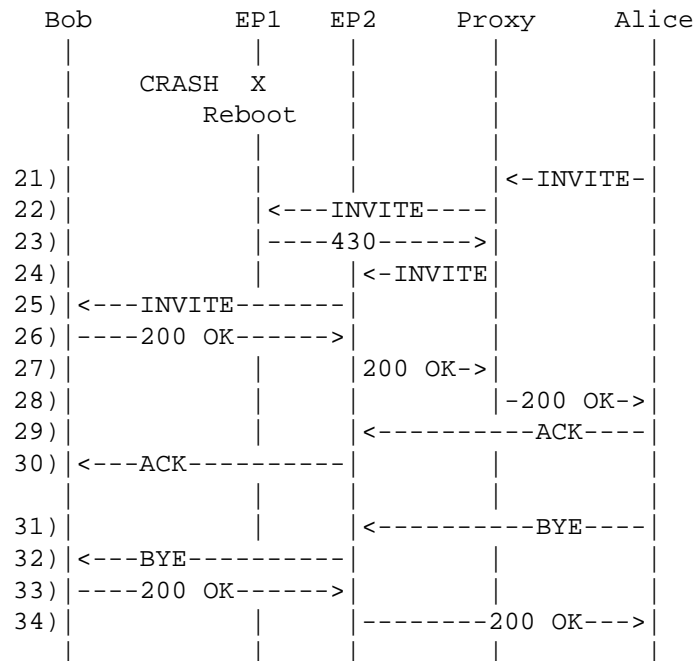 Bob EP1 EP2 Proxy Alice
| | | | |
| CRASH X | | |
| Reboot | | |
| | | | |
21)| | | |<-INVITE-|
22)| |<---INVITE----| |
23)| |----430------>| |
24)| | |<-INVITE| |
25)|<---INVITE-------| | |
26)|----200 OK------>| | |
27)| | |200 OK->| |
28)| | | |-200 OK->|
29)| | |<----------ACK----|
30)|<---ACK----------| | |
| | | | |
31)| | |<----------BYE----|
32)|<---BYE----------| | |
33)|----200 OK------>| | |
34)| | |--------200 OK--->|
| | | | |